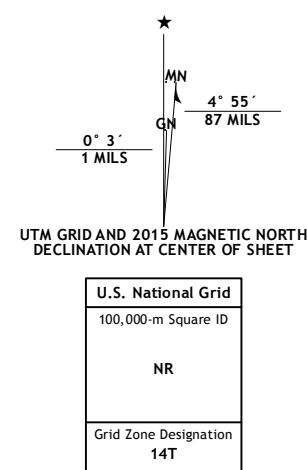 ★
MN
4° 55´
87 MILS
GN
0° 3´
1 MILS
UTM GRID AND 2015 MAGNETIC NORTH
DECLINATION AT CENTER OF SHEET
U.S. National Grid
100,000-m Square ID
NR
Grid Zone Designation
14T